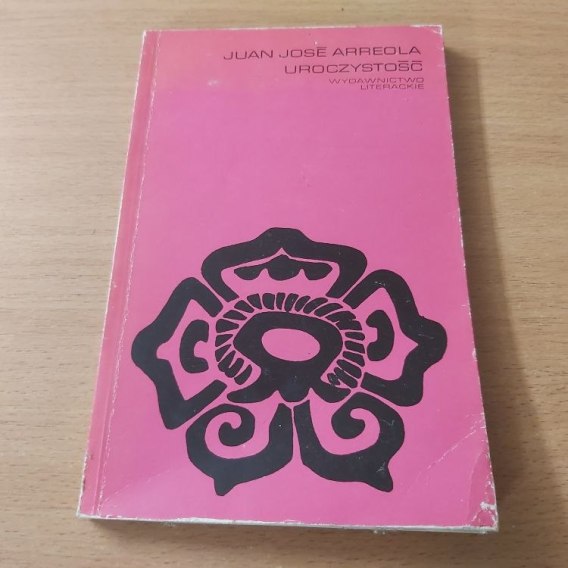 JUAN JOSÉ ARREOLA
UROCZYSTOŚĆ
WYDAWNICTWO
LITERACKIE